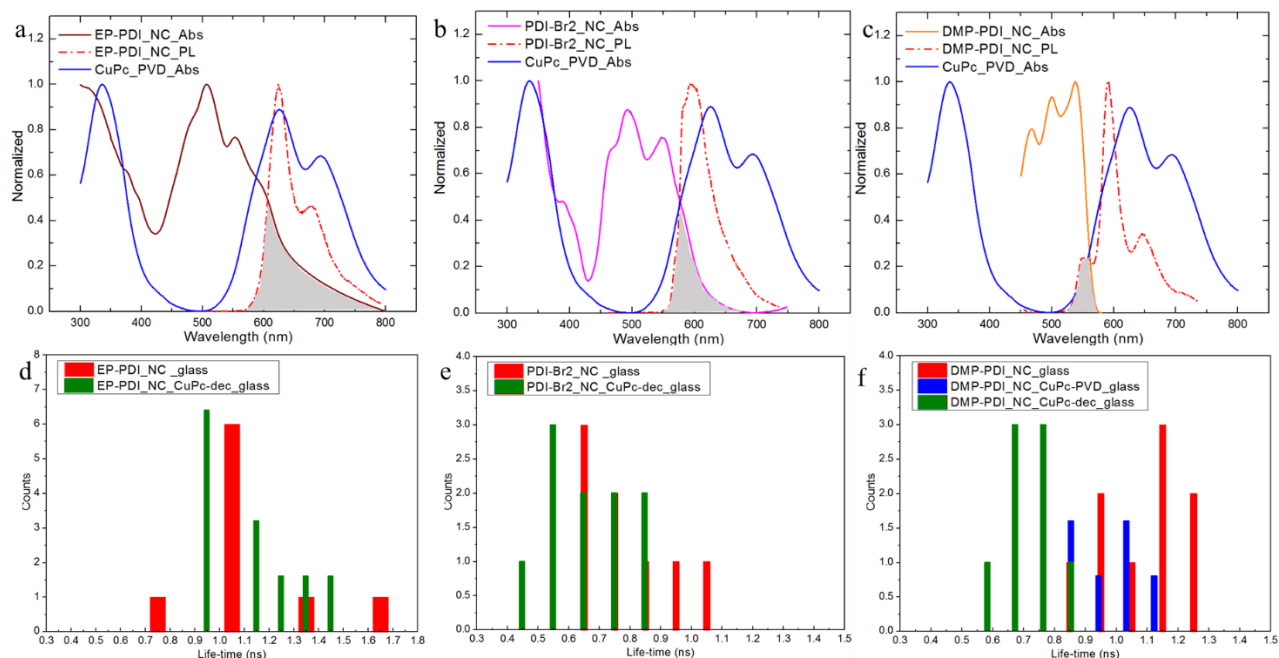 a
EP-PDI_NC_Abs
EP-PDI_NC_PL
CuPc_PVD_Abs
Normalized
1.2
1.0
0.8
0.6
0.4
0.2
0.0
300 400 500 600 700 800
Wavelength (nm)
b
PDI-Br2_NC_Abs
PDI-Br2_NC_PL
CuPc_PVD_Abs
Normalized
1.2
1.0
0.8
0.6
0.4
0.2
0.0
300 400 500 600 700 800
Wavelength (nm)
c
DMP-PDI_NC_Abs
DMP-PDI_NC_PL
CuPc_PVD_Abs
Normalized
1.2
1.0
0.8
0.6
0.4
0.2
0.0
300 400 500 600 700 800
Wavelength (nm)
d
EP-PDI_NC _glass
EP-PDI_NC_CuPc-dec_glass
Counts
8
7
6
5
4
3
2
1
0
0.3 0.4 0.5 0.6 0.7 0.8 0.9 1.0 1.1 1.2 1.3 1.4 1.5 1.6 1.7 1.8
Life-time (ns)
e
PDI-Br2_NC _glass
PDI-Br2_NC_CuPc-dec_glass
Counts
4.0
3.5
3.0
2.5
2.0
1.5
1.0
0.5
0.0
0.3 0.4 0.5 0.6 0.7 0.8 0.9 1.0 1.1 1.2 1.3 1.4 1.5
Life-time (ns)
f
DMP-PDI_NC_glass
DMP-PDI_NC_CuPc-PVD_glass
DMP-PDI_NC_CuPc-dec_glass
Counts
4.0
3.5
3.0
2.5
2.0
1.5
1.0
0.5
0.0
0.3 0.4 0.5 0.6 0.7 0.8 0.9 1.0 1.1 1.2 1.3 1.4 1.5
Life-time (ns)